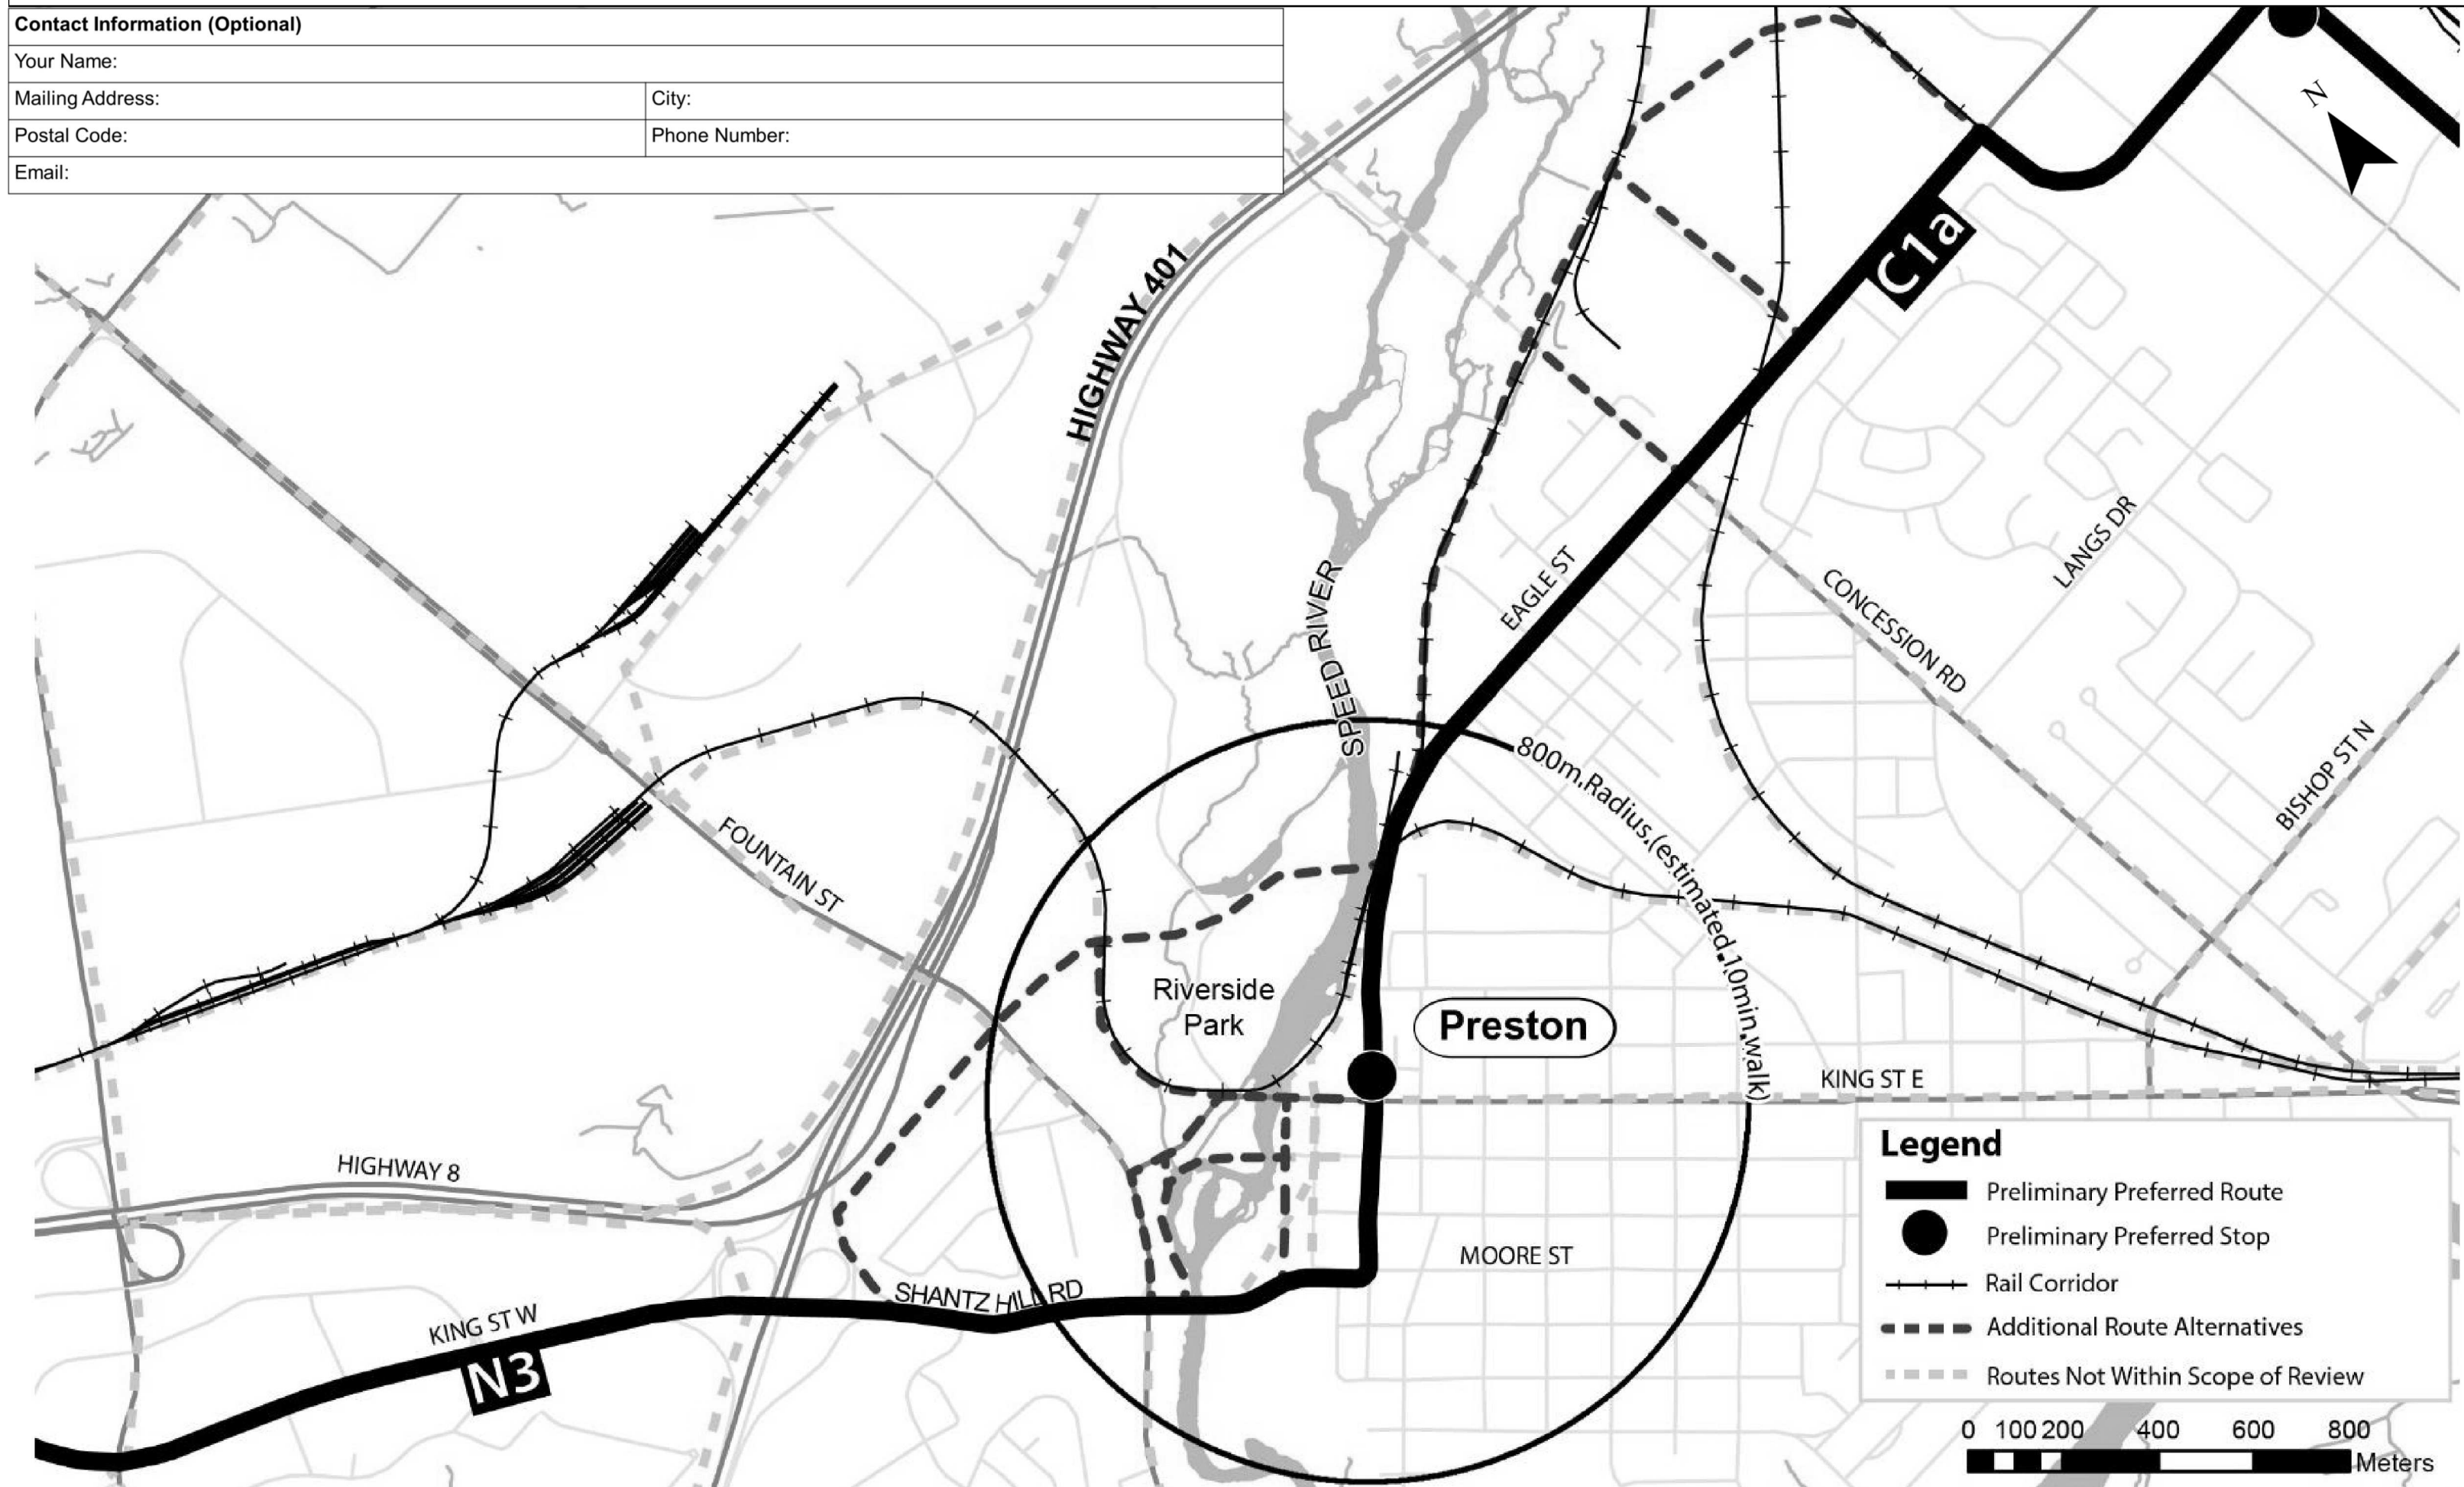 Contact Information (Optional)
Your Name:
Mailing Address:
City:
Postal Code:
Phone Number:
Email:
N
C1a
HIGHWAY 401
LANGS DR
EAGLE ST
CONCESSION RD
SPEED RIVER
BISHOP ST N
800m.Radius.(estimated.10min.walk)
FOUNTAIN ST
Riverside
Park
Preston
KING ST E
HIGHWAY 8
MOORE ST
SHANTZ HILL RD
KING ST W
N3
Legend
Preliminary Preferred Route
Preliminary Preferred Stop
Rail Corridor
Additional Route Alternatives
Routes Not Within Scope of Review
0 100 200 400 600 800
Meters